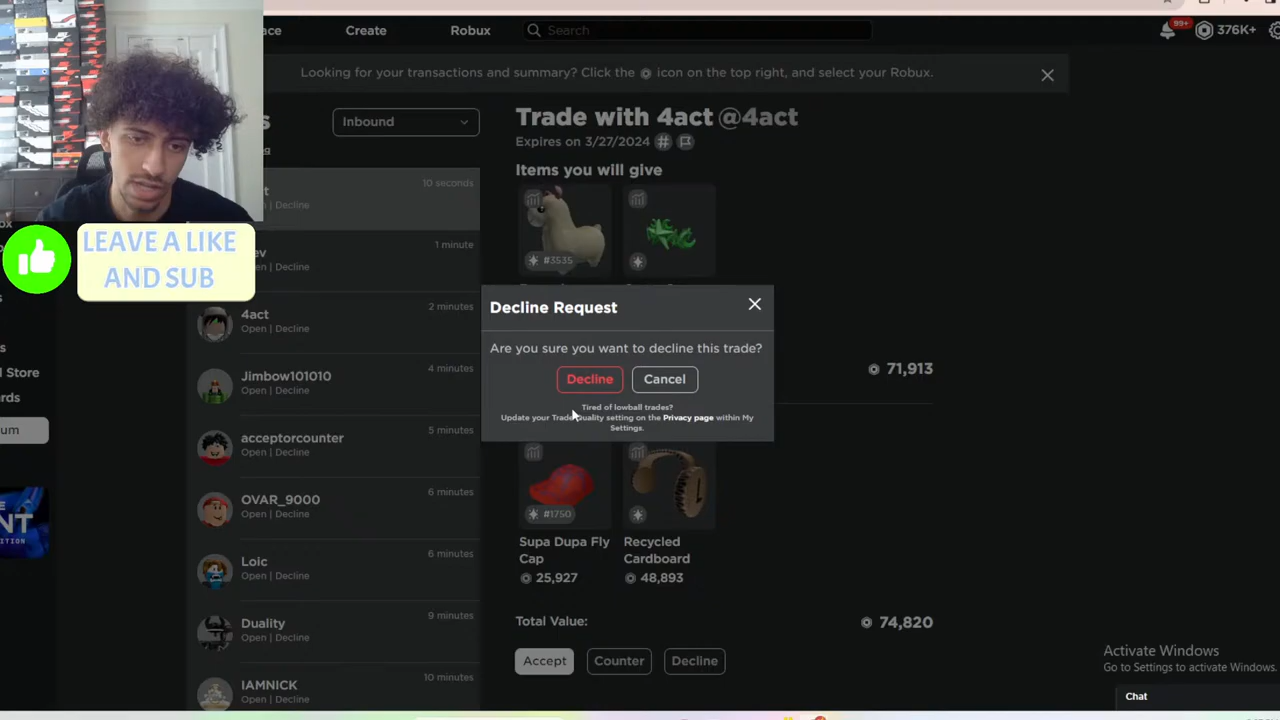 ace
Create
Robux
Search
99+
376K+
Looking for your transactions and summary? Click the icon on the top right, and select your Robux.
Inbound
Trade with 4act @4act
Expires on 3/27/2024
Items you will give
10 seconds
Open | Decline
#3535
LEAVE A LIKE
AND SUB
ev
1 minute
Open | Decline
4act
2 minutes
Open | Decline
Jimbow101010
4 minutes
Open | Decline
acceptorcounter
5 minutes
Open | Decline
OVAR_9000
6 minutes
Open | Decline
Loic
6 minutes
Open | Decline
Duality
9 minutes
Open | Decline
IAMNICK
10 minutes
Open | Decline
Decline Request
Are you sure you want to decline this trade?
Decline
Cancel
Tired of lowball trades?
Update your Trade Quality setting on the Privacy page within My
Settings.
71,913
#1750
Supa Dupa Fly
Cap
25,927
Recycled
Cardboard
48,893
Total Value:
74,820
Accept
Counter
Decline
Activate Windows
Go to Settings to activate Windows.
Chat
s
l Store
ards
um